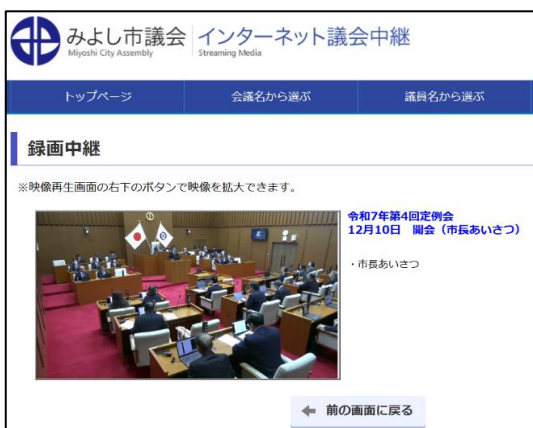 みよし市議会 インターネット議会中継
Miyoshi City Assembly Streaming Media
トップページ 会議名から選ぶ 議員名から選ぶ
録画中継
※映像再生画面の右下のボタンで映像を拡大できます。
令和7年第4回定例会
12月10日 閉会（市長あいさつ）
・市長あいさつ
前の画面に戻る